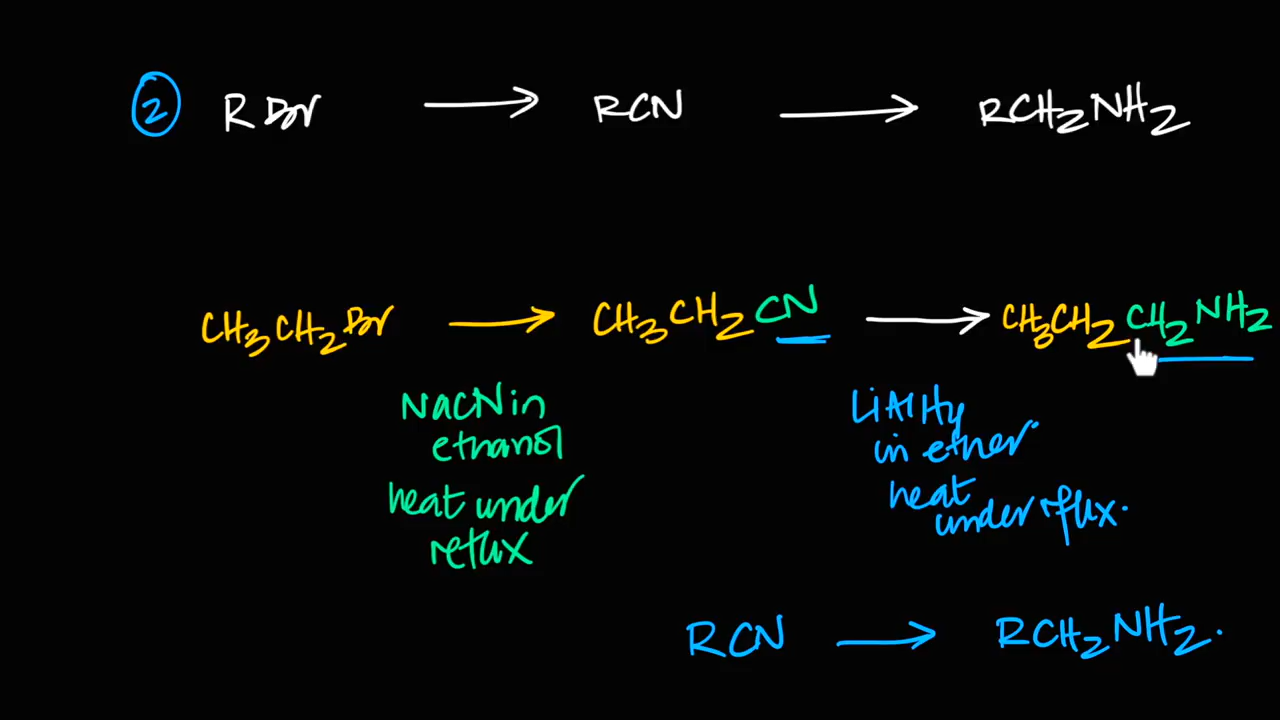 2 RBr → RCN → RCH2NH2
CH3CH2Br → CH3CH2CN → CH3CH2CH2NH2
NaCN in
ethanol
heat under
reflux
LiAlH4
in ether
heat
under reflux.
RCN → RCH2NH2.